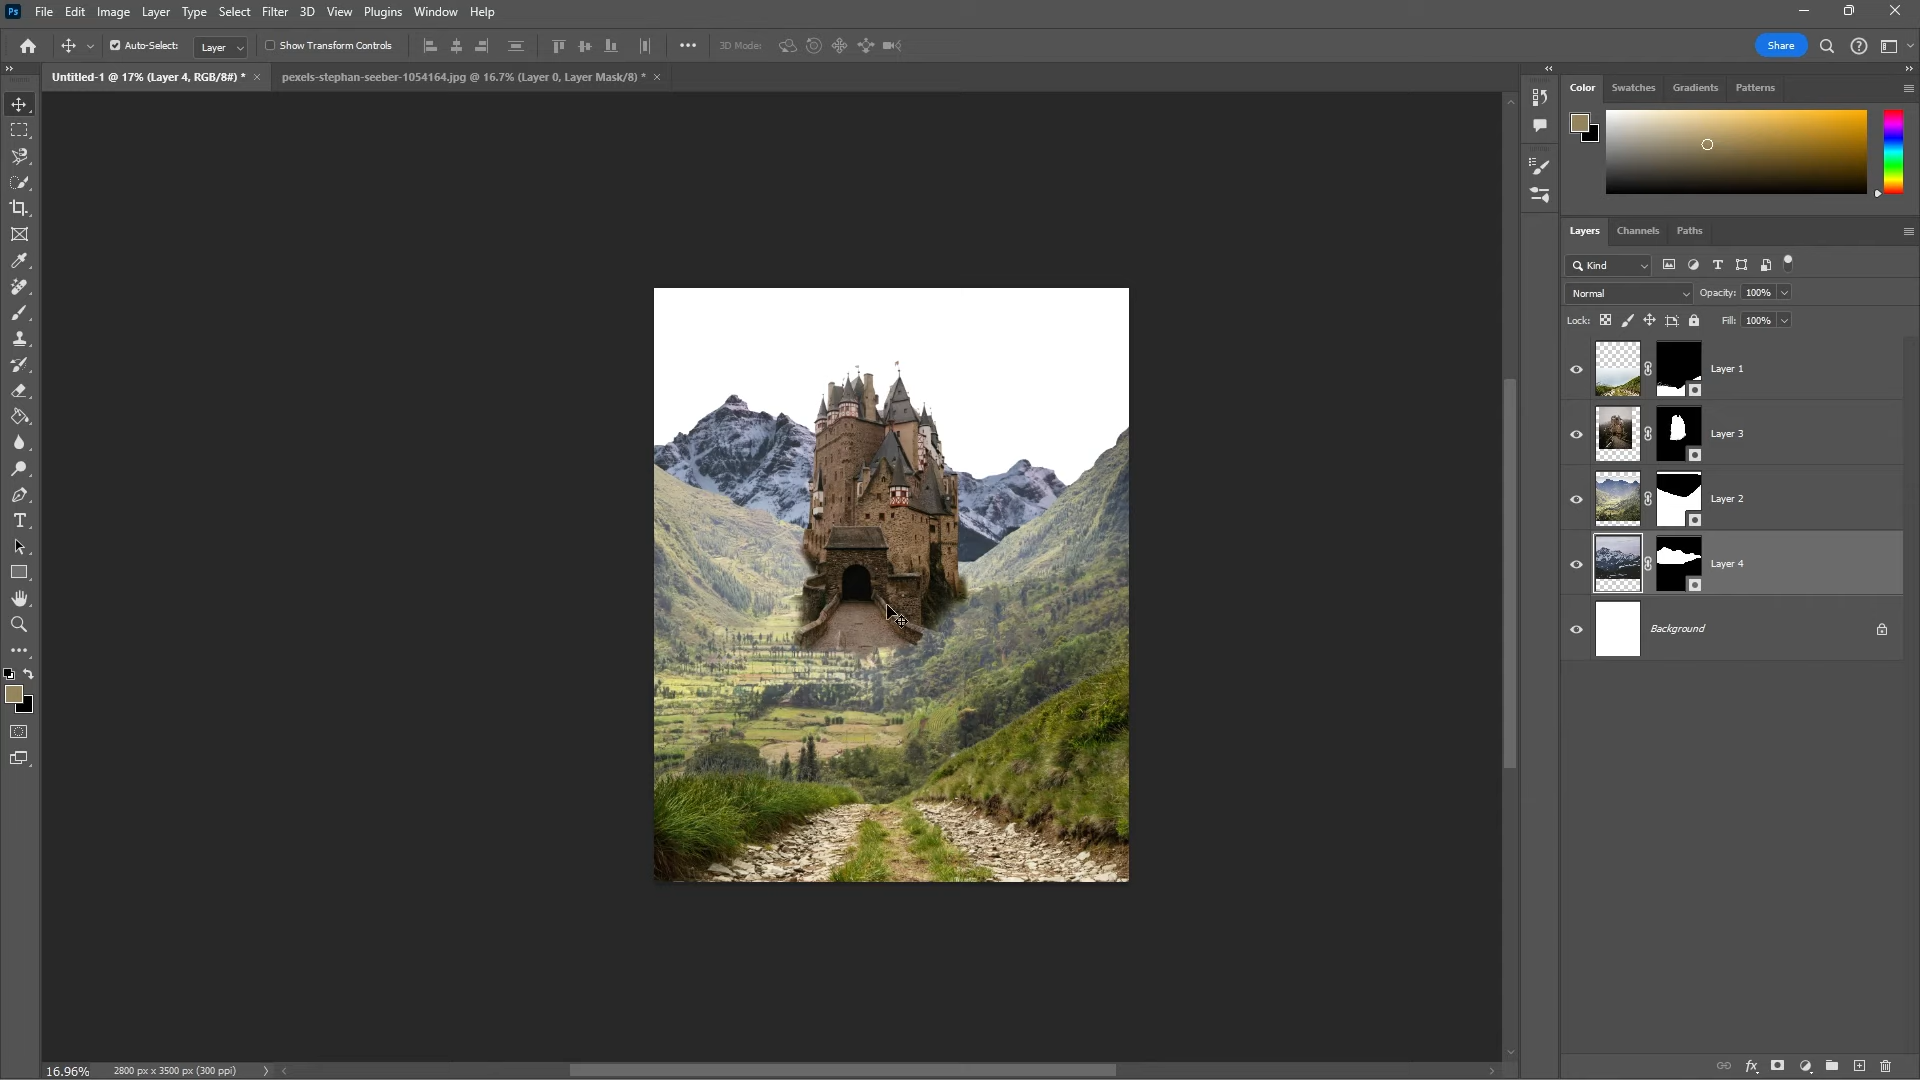 Ps File Edit Image Layer Type Select Filter 3D View Plugins Window Help
Auto-Select: Layer Show Transform Controls 3D Mode: Share
Untitled-1 @ 17% (Layer 4, RGB/8#) * pexels-stephan-seeber-1054164.jpg @ 16.7% (Layer 0, Layer Mask/8) *
Color Swatches Gradients Patterns
Layers Channels Paths
Kind
Normal Opacity: 100%
Lock: Fill: 100%
Layer 1
Layer 3
Layer 2
Layer 4
Background
16.96% 2800 px x 3500 px (300 ppi)